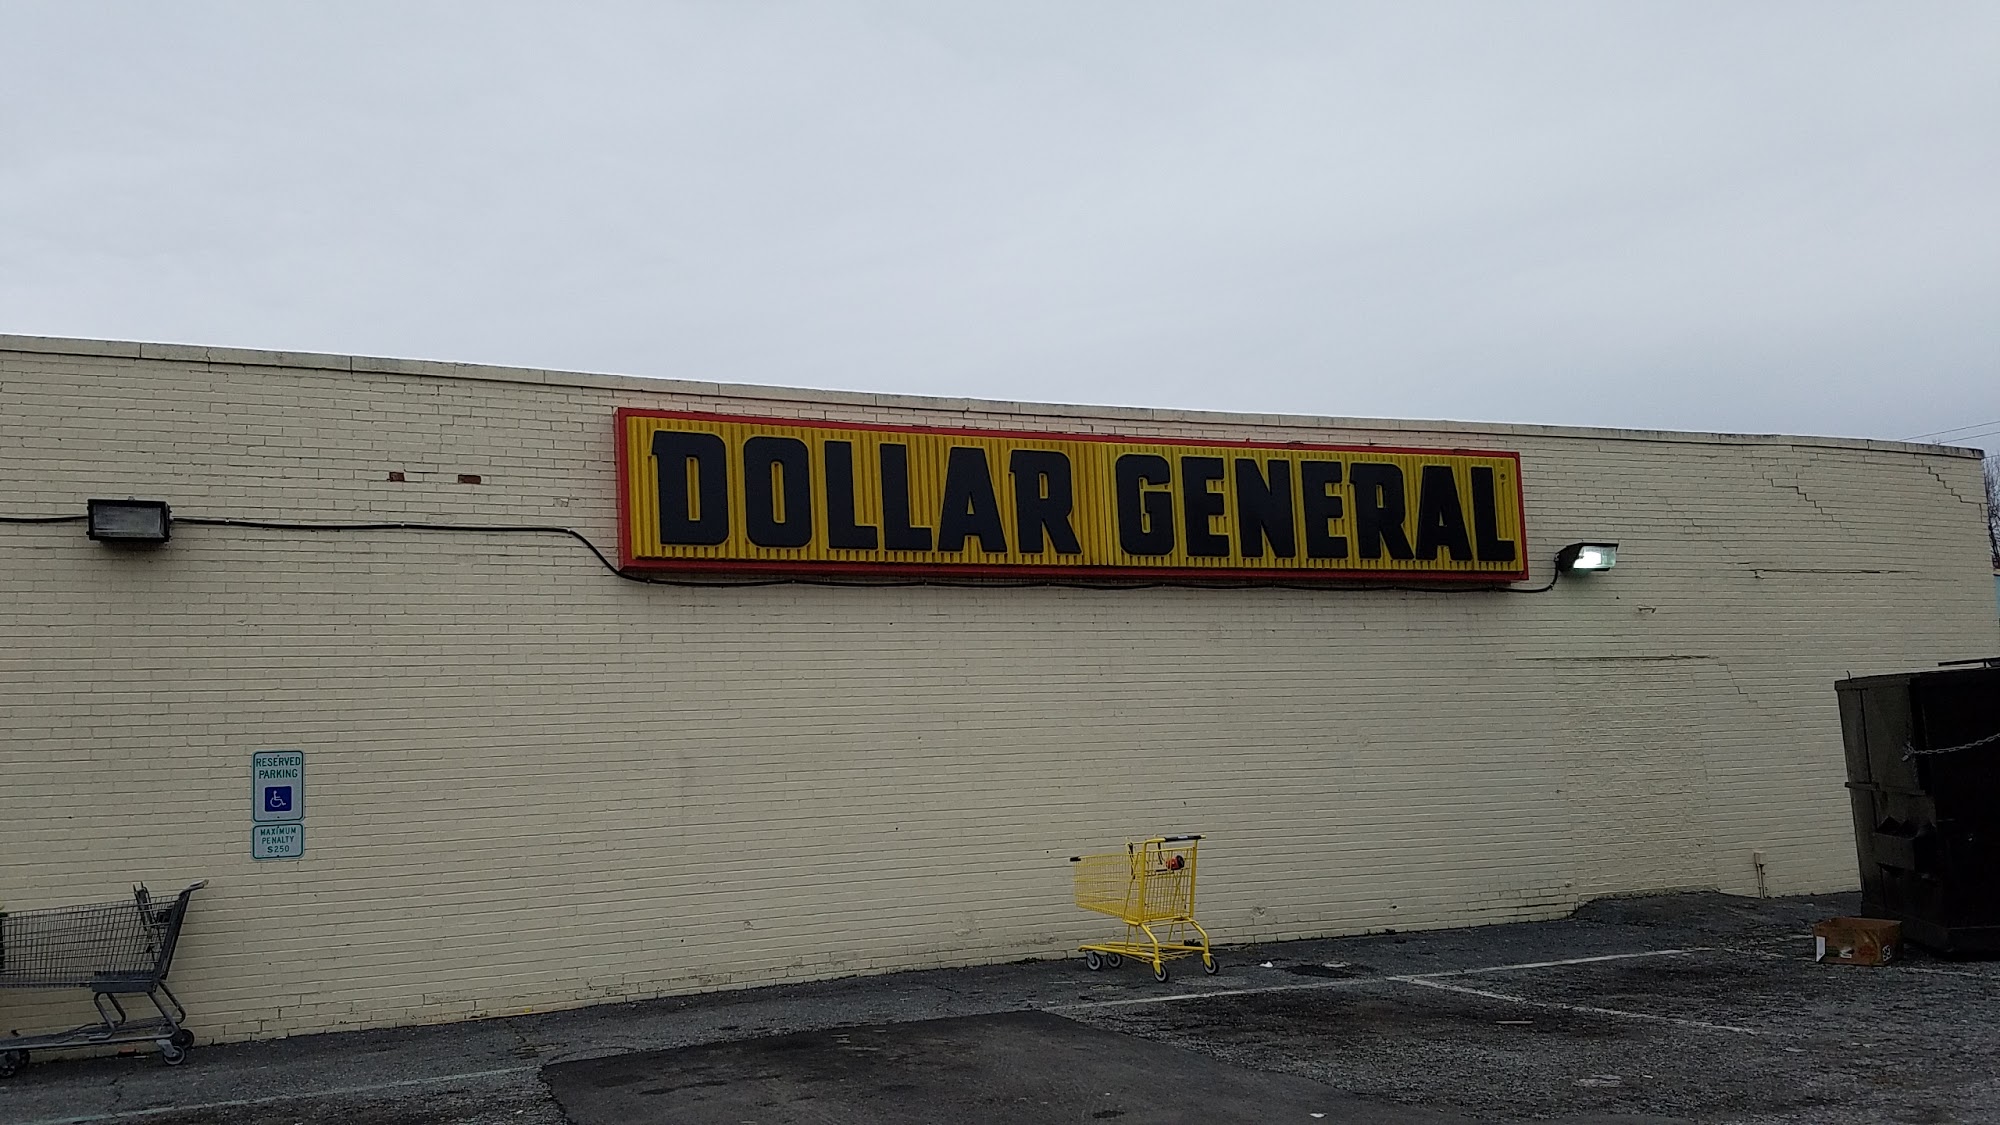 DOLLAR GENERAL
RESERVED
PARKING
MAXIMUM
PENALTY
$250